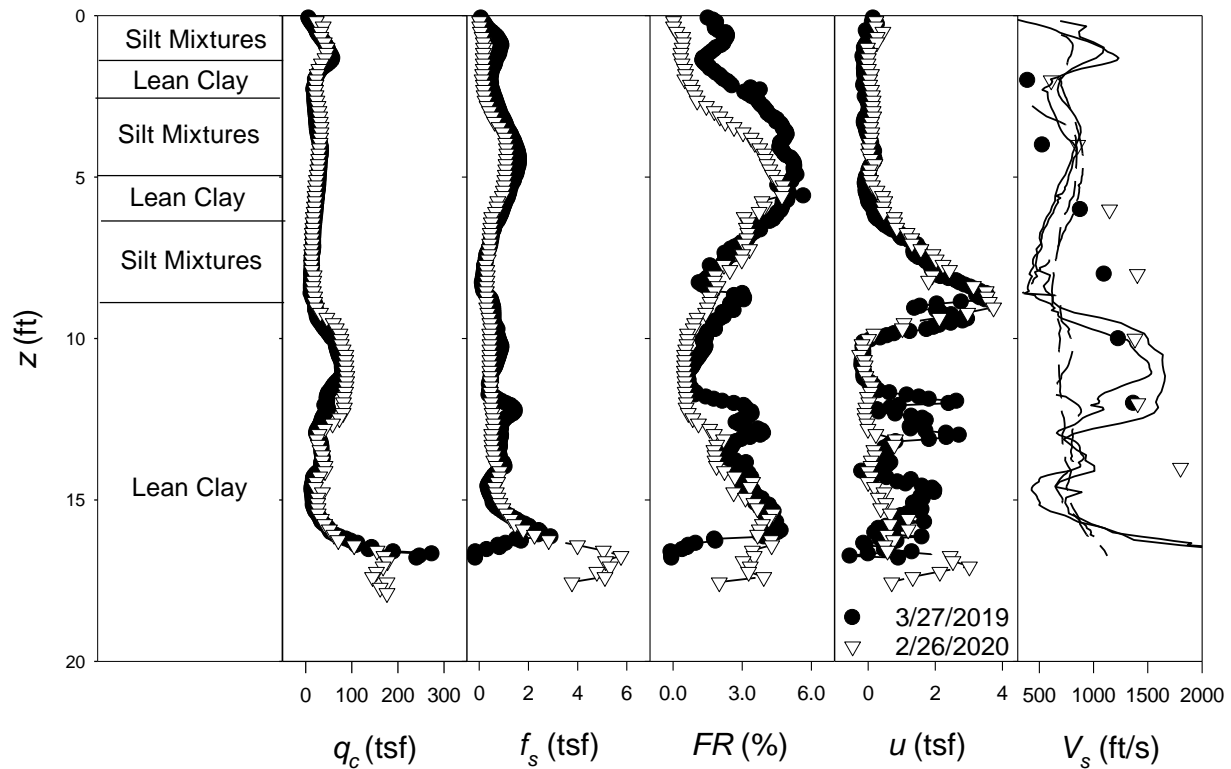 0
5
10
15
20
z (ft)
Silt Mixtures
Lean Clay
Silt Mixtures
Lean Clay
Silt Mixtures
Lean Clay
3/27/2019
2/26/2020
0 100 300
0 2 4 6
0.0 3.0 6.0
0 2 4
500 1000 1500 2000
q_c (tsf)
f_s (tsf)
FR (%)
u (tsf)
V_s (ft/s)